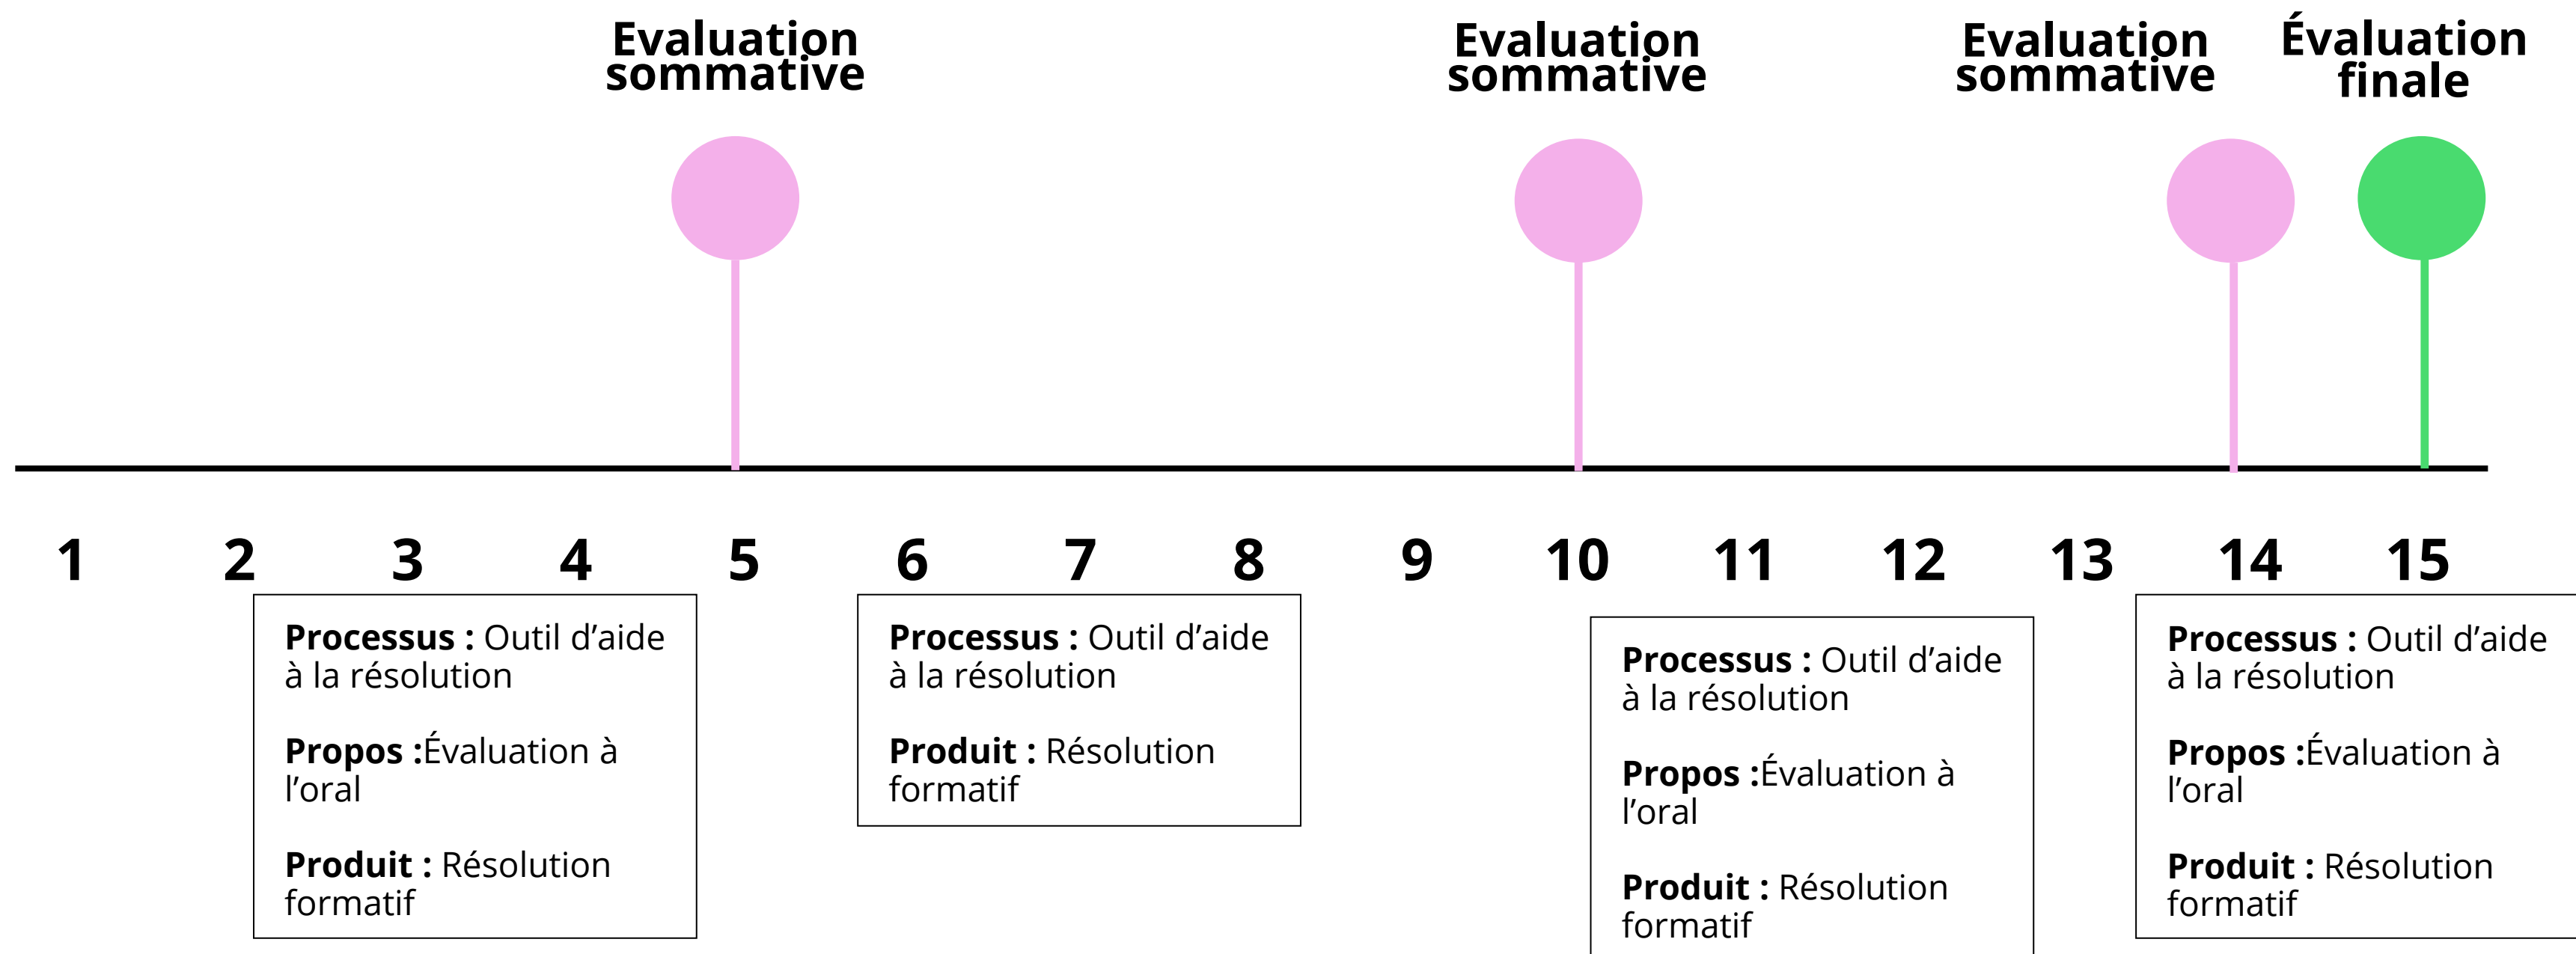 Evaluation
sommative
Evaluation
sommative
Evaluation
sommative
Évaluation
finale
1 2 3 4 5 6 7 8 9 10 11 12 13 14 15
Processus : Outil d’aide
à la résolution
Propos :Évaluation à
l’oral
Produit : Résolution
formatif
Processus : Outil d’aide
à la résolution
Produit : Résolution
formatif
Processus : Outil d’aide
à la résolution
Propos :Évaluation à
l’oral
Produit : Résolution
formatif
Processus : Outil d’aide
à la résolution
Propos :Évaluation à
l’oral
Produit : Résolution
formatif